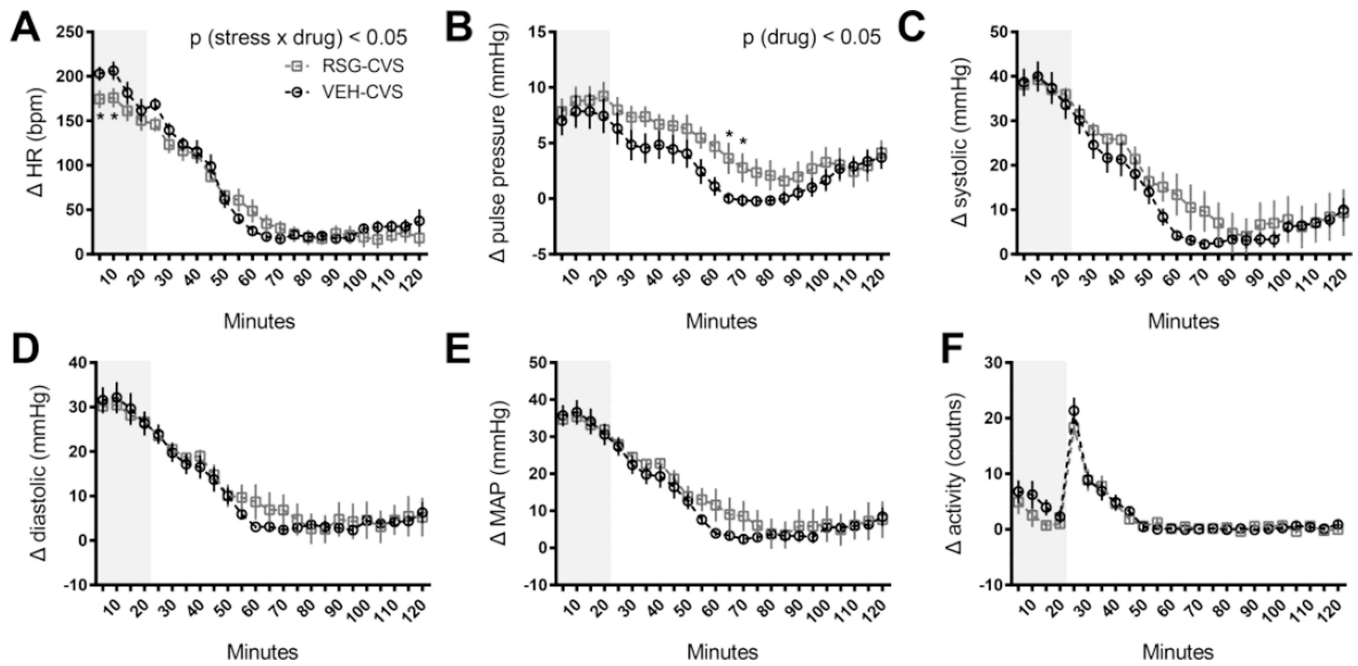 A
Δ HR (bpm)
250
200
150
100
50
0
p (stress x drug) < 0.05
RSG-CVS
VEH-CVS
* *
10 20 30 40 50 60 70 80 90 100 110 120
Minutes
B
Δ pulse pressure (mmHg)
15
10
5
0
-5
p (drug) < 0.05
* *
10 20 30 40 50 60 70 80 90 100 110 120
Minutes
C
Δ systolic (mmHg)
50
40
30
20
10
0
10 20 30 40 50 60 70 80 90 100 110 120
Minutes
D
Δ diastolic (mmHg)
40
30
20
10
0
-10
10 20 30 40 50 60 70 80 90 100 110 120
Minutes
E
Δ MAP (mmHg)
50
40
30
20
10
0
-10
10 20 30 40 50 60 70 80 90 100 110 120
Minutes
F
Δ activity (coutns)
30
20
10
0
-10
10 20 30 40 50 60 70 80 90 100 110 120
Minutes